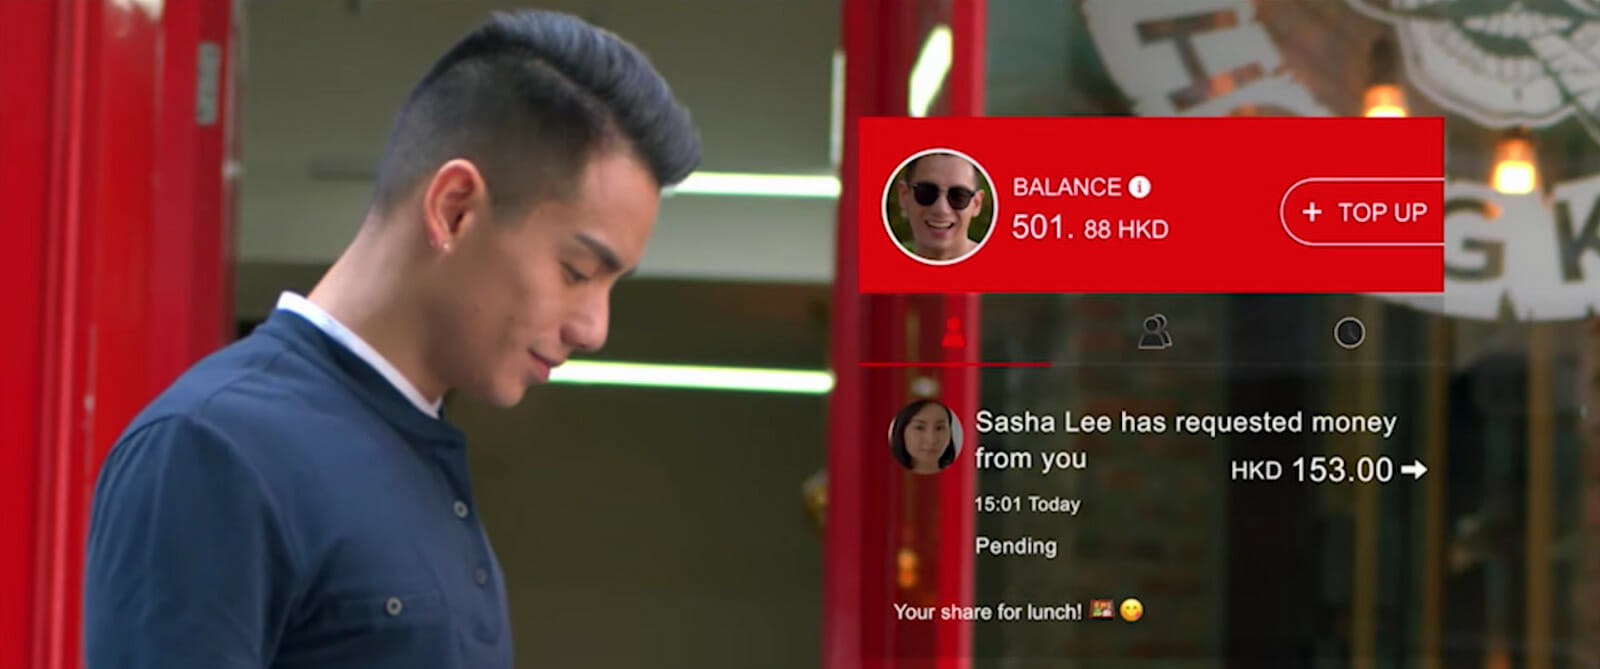 BALANCE
501. 88 HKD
+ TOP UP
Sasha Lee has requested money
from you
HKD 153.00
15:01 Today
Pending
Your share for lunch! 🍱😋